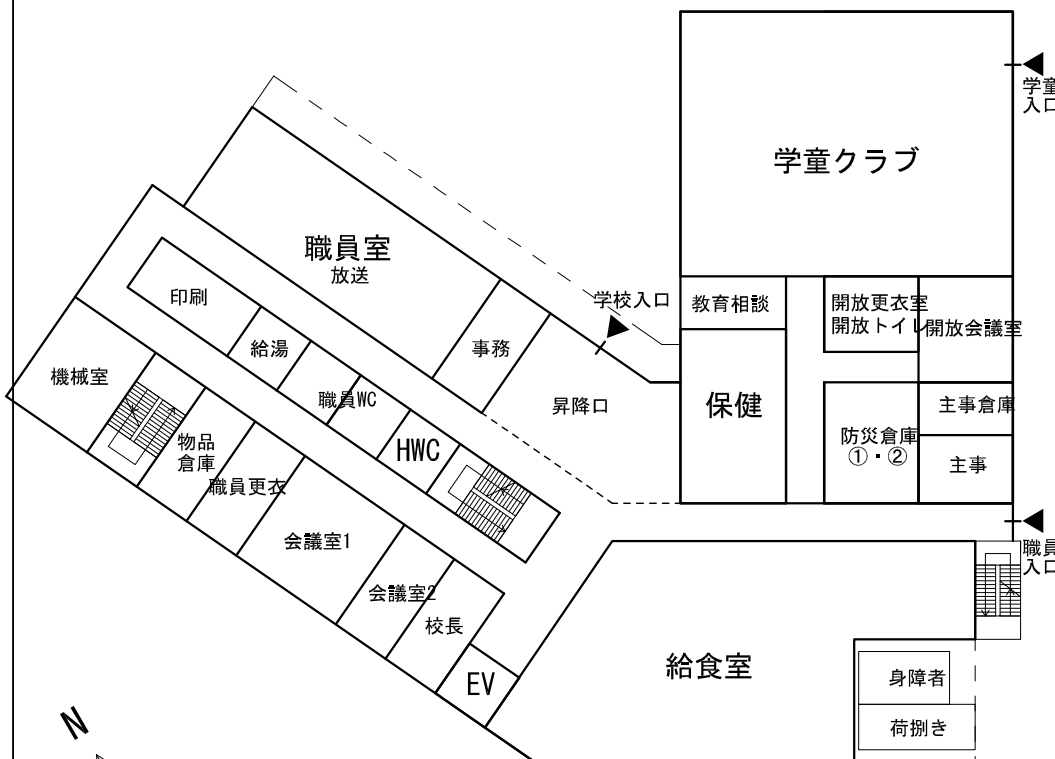 学童
入口
学童クラブ
職員室
放送
学校入口
教育相談
開放更衣室
開放トイレ
開放会議室
印刷
給湯
事務
機械室
職員WC
昇降口
保健
主事倉庫
物品
倉庫
HWC
防災倉庫
①・②
主事
職員更衣
会議室1
職員
入口
会議室2
校長
給食室
EV
身障者
荷捌き
N